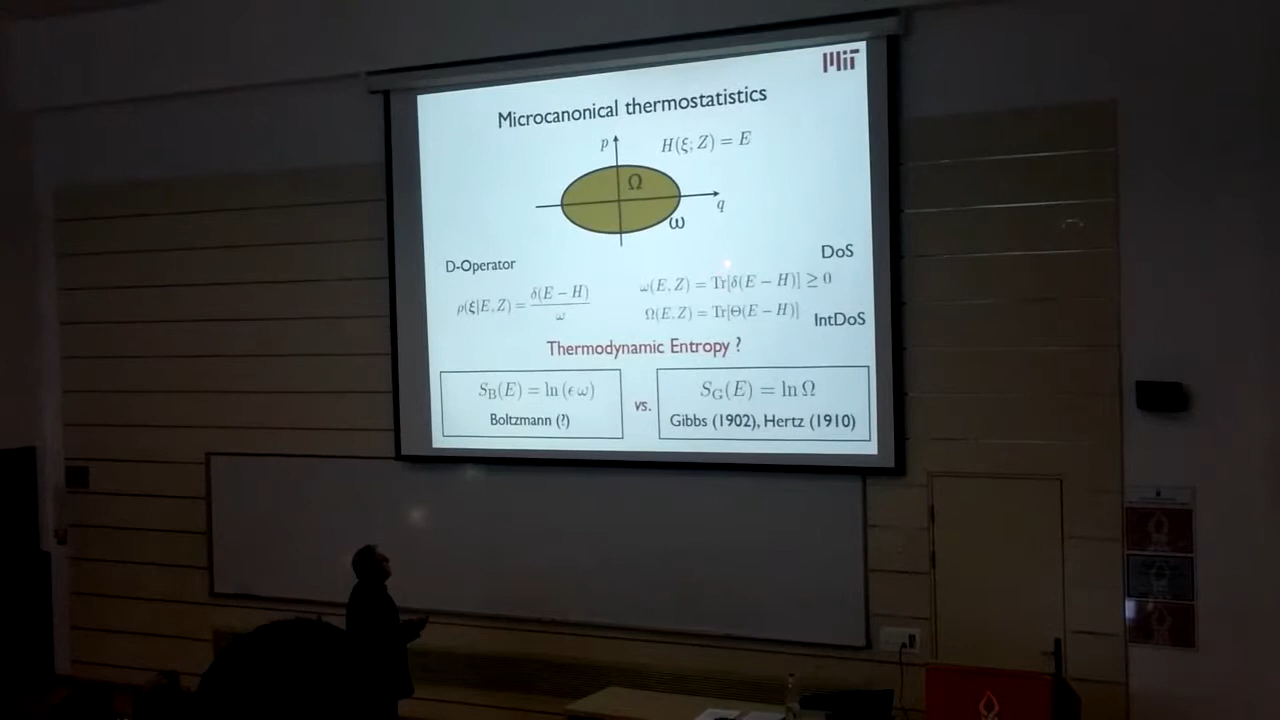 MIT
Microcanonical thermostatistics
p
H(ξ; Z) = E
Ω
q
ω
D-Operator
DoS
ρ(ξ|E, Z) = δ(E − H) / ω
ω(E, Z) = Tr[δ(E − H)] ≥ 0
Ω(E, Z) = Tr[Θ(E − H)]
IntDoS
Thermodynamic Entropy ?
S_B(E) = ln (ϵ ω)
Boltzmann (?)
vs.
S_G(E) = ln Ω
Gibbs (1902), Hertz (1910)